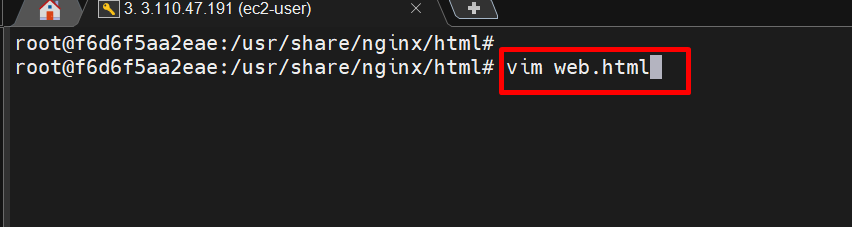 3. 3.110.47.191 (ec2-user)
root@f6d6f5aa2eae:/usr/share/nginx/html#
root@f6d6f5aa2eae:/usr/share/nginx/html# vim web.html